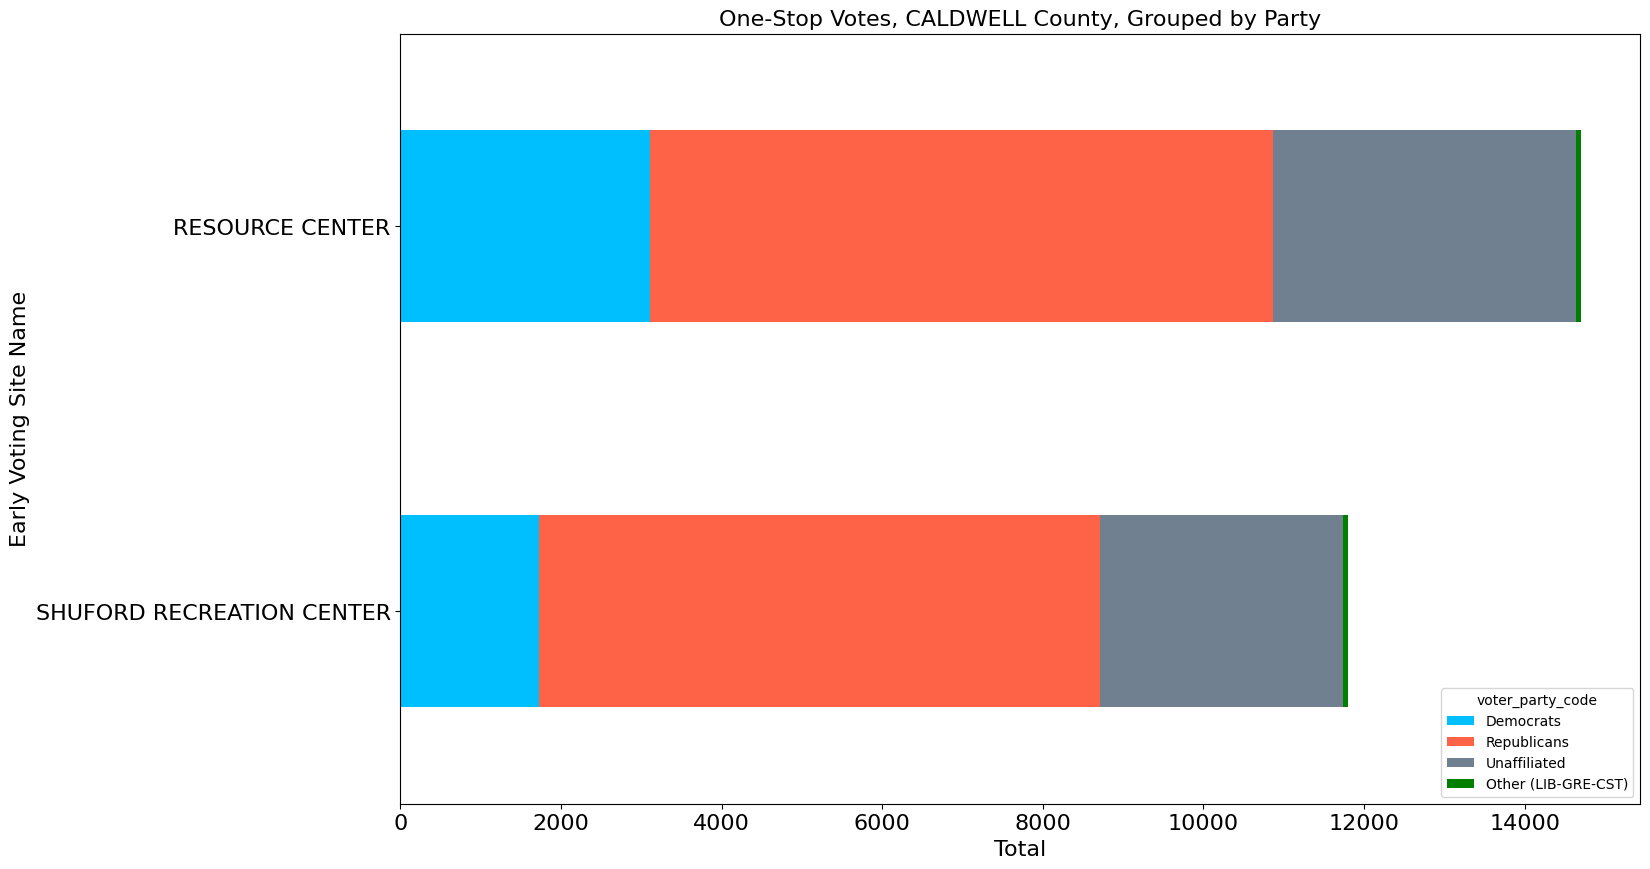 One-Stop Votes, CALDWELL County, Grouped by Party
Early Voting Site Name
RESOURCE CENTER
SHUFORD RECREATION CENTER
voter_party_code
Democrats
Republicans
Unaffiliated
Other (LIB-GRE-CST)
0 2000 4000 6000 8000 10000 12000 14000
Total